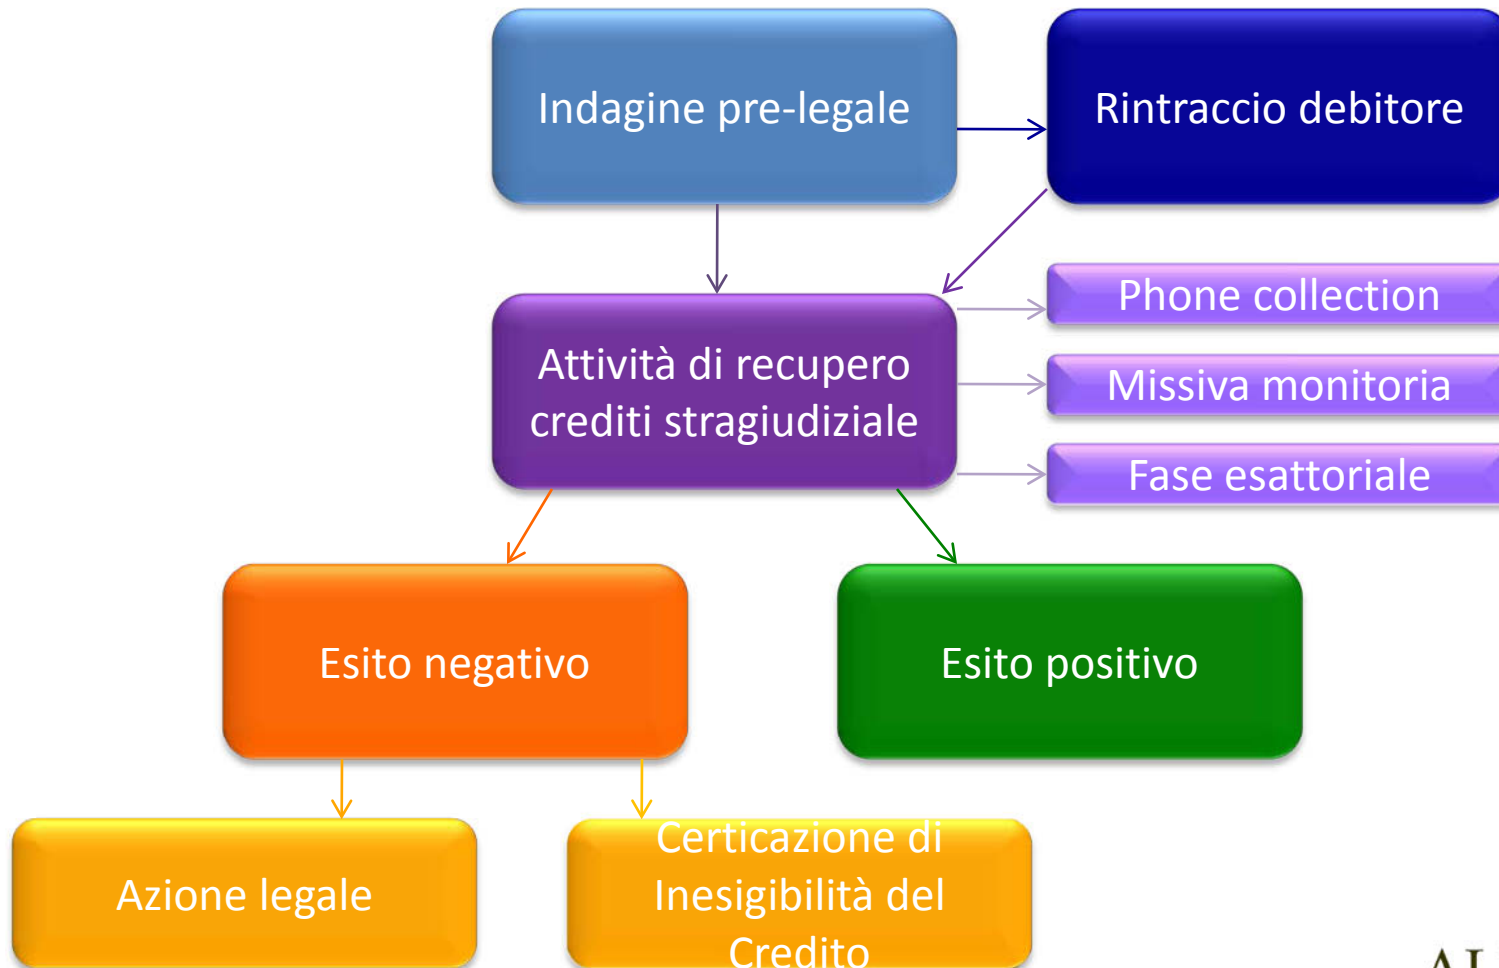 Indagine pre-legale
Rintraccio debitore
Phone collection
Attività di recupero
crediti stragiudiziale
Missiva monitoria
Fase esattoriale
Esito negativo
Esito positivo
Azione legale
Certicazione di
Inesigibilità del
Credito